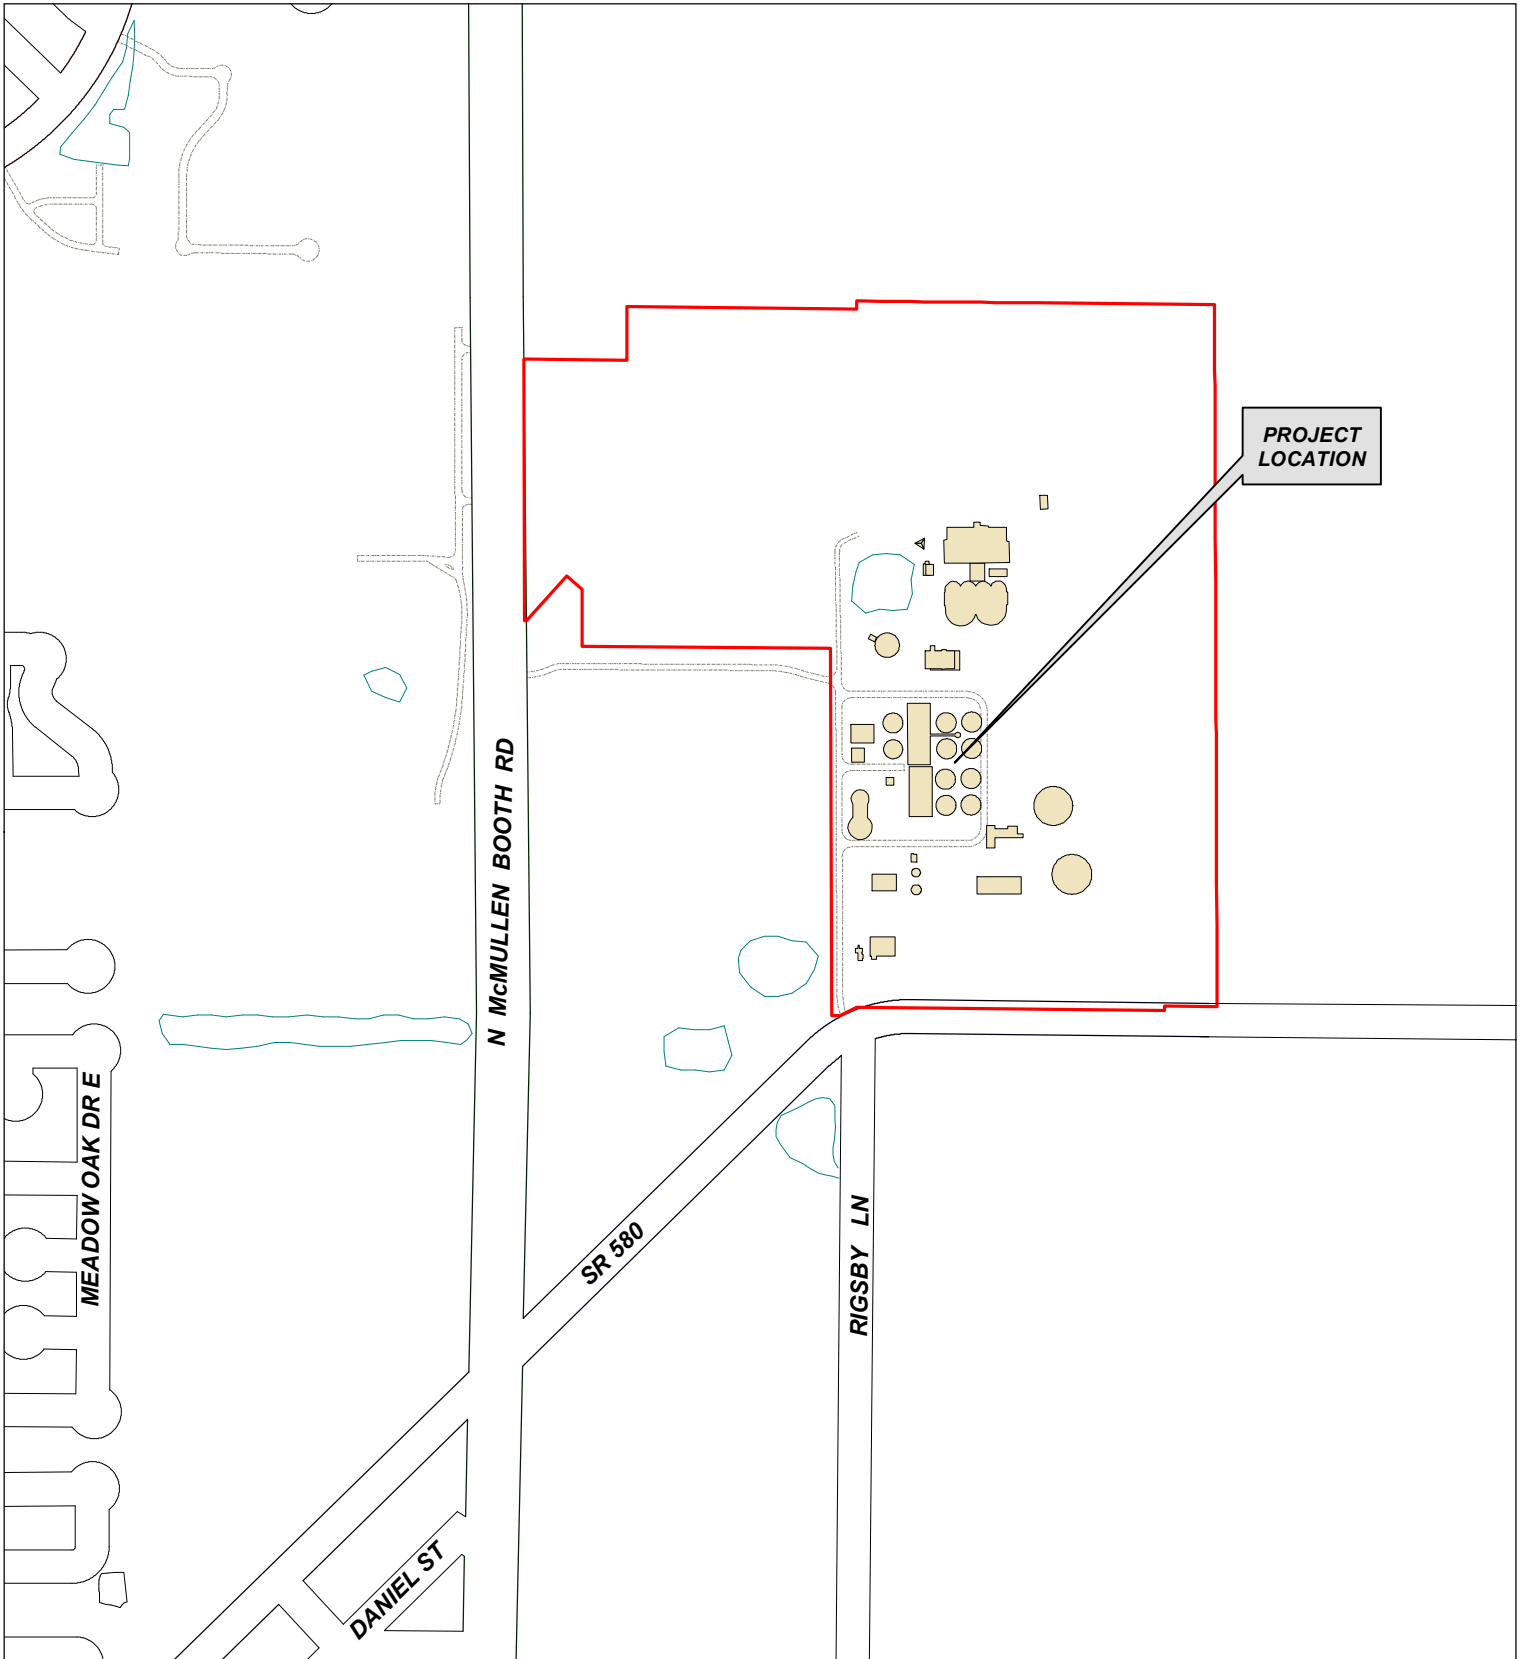 PROJECT
LOCATION
N McMULLEN BOOTH RD
MEADOW OAK DR E
SR 580
RIGSBY LN
DANIEL ST